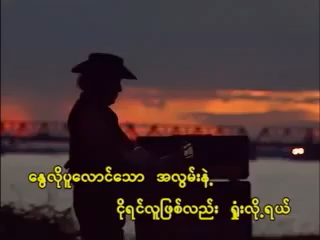 နွေလိုပူလောင်သော အလွမ်းနဲ့
ငိုရင်လူဖြစ်လည်း ရှုံးလို့ရယ်